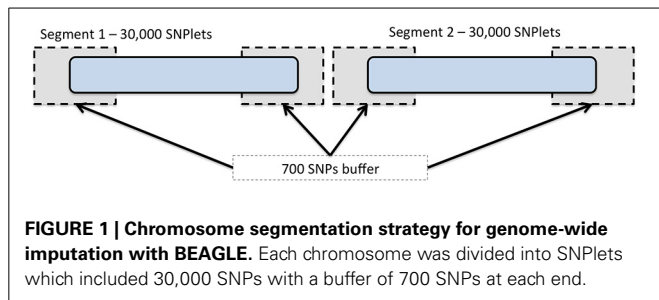 Segment 1 – 30,000 SNPlets
Segment 2 – 30,000 SNPlets
700 SNPs buffer
FIGURE 1 | Chromosome segmentation strategy for genome-wide
imputation with BEAGLE. Each chromosome was divided into SNPlets
which included 30,000 SNPs with a buffer of 700 SNPs at each end.